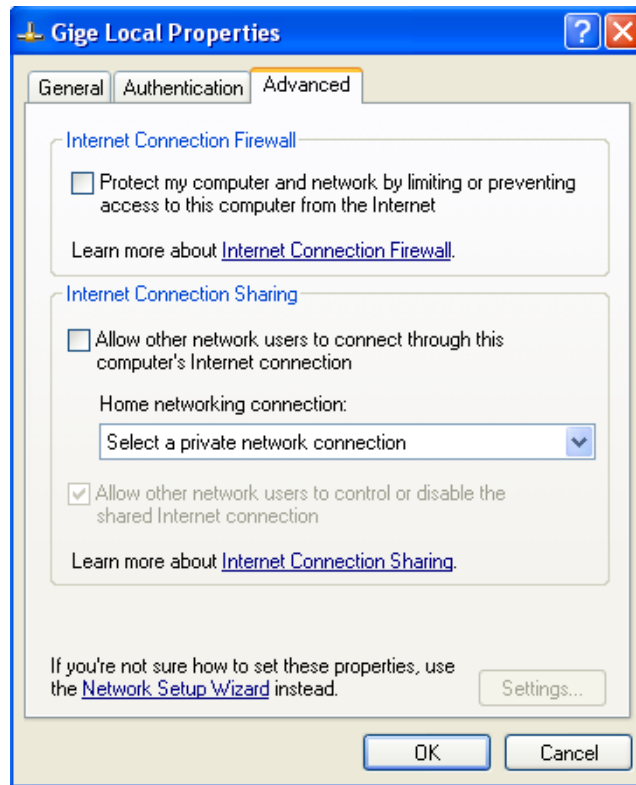 Gige Local Properties
General
Authentication
Advanced
Internet Connection Firewall
Protect my computer and network by limiting or preventing
access to this computer from the Internet
Learn more about Internet Connection Firewall.
Internet Connection Sharing
Allow other network users to connect through this
computer's Internet connection
Home networking connection:
Select a private network connection
Allow other network users to control or disable the
shared Internet connection
Learn more about Internet Connection Sharing.
If you're not sure how to set these properties, use
the Network Setup Wizard instead.
Settings...
OK
Cancel